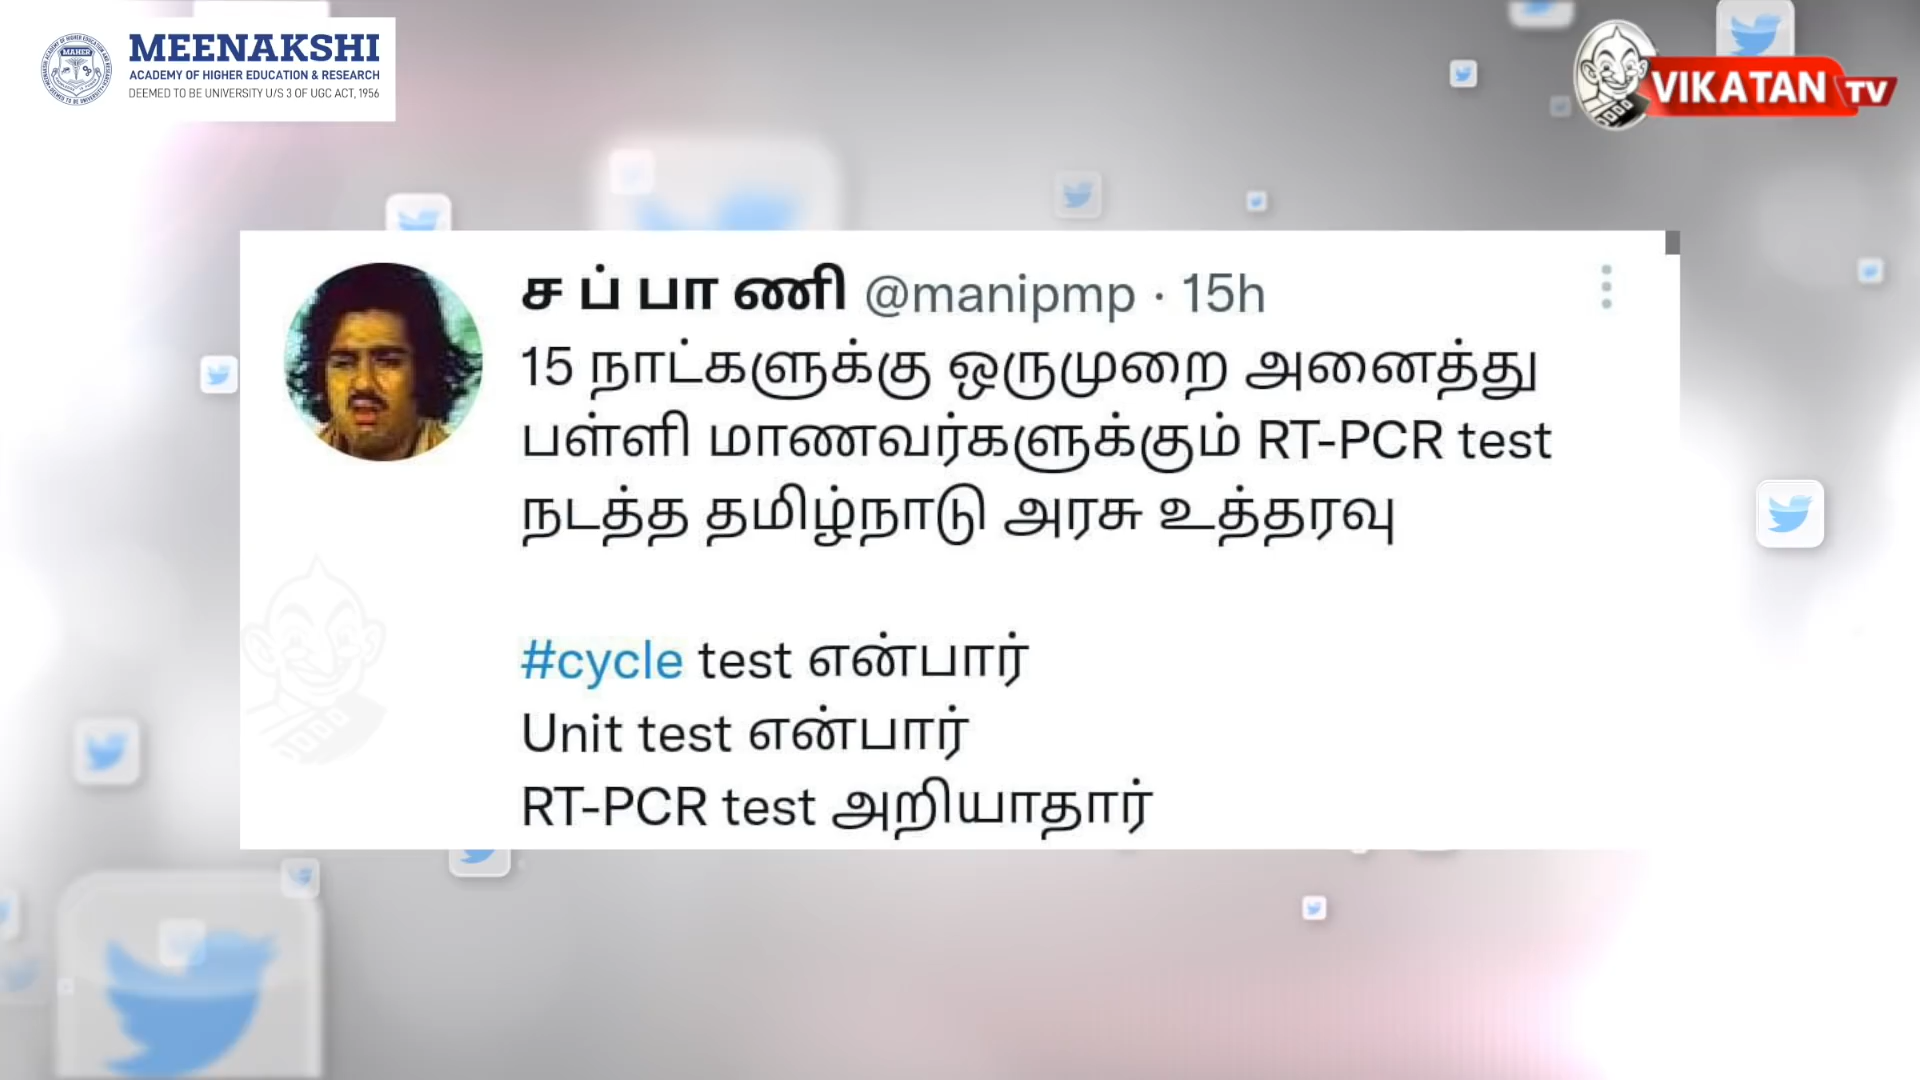 MEENAKSHI
ACADEMY OF HIGHER EDUCATION & RESEARCH
DEEMED TO BE UNIVERSITY U/S 3 OF UGC ACT, 1956
MAHER
VIKATAN TV
ச ப் பா ணி @manipmp · 15h
15 நாட்களுக்கு ஒருமுறை அனைத்து
பள்ளி மாணவர்களுக்கும் RT-PCR test
நடத்த தமிழ்நாடு அரசு உத்தரவு
#cycle test என்பார்
Unit test என்பார்
RT-PCR test அறியாதார்